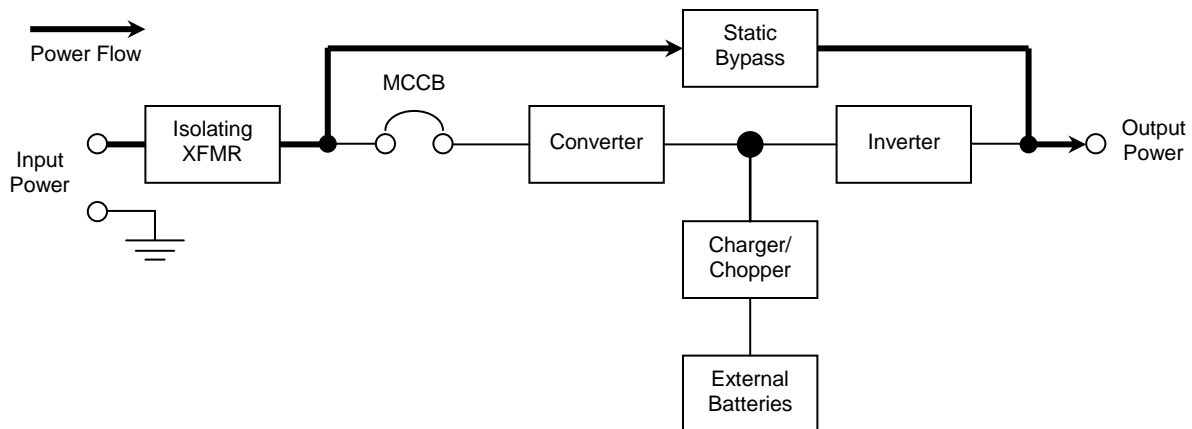 Power Flow
Static
Bypass
MCCB
Isolating
XFMR
Converter
Inverter
Output
Power
Input
Power
Charger/
Chopper
External
Batteries